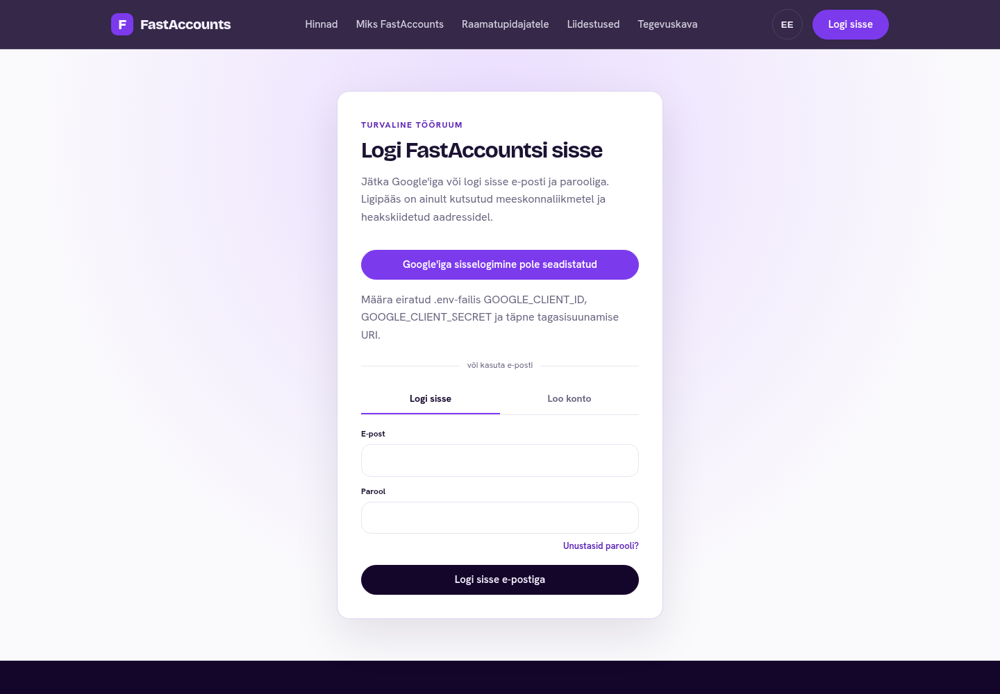 F FastAccounts
Hinnad
Miks FastAccounts
Raamatupidajatele
Liidestused
Tegevuskava
EE
Logi sisse
TURVALINE TÖÖRUUM
Logi FastAccountsi sisse
Jätka Google'iga või logi sisse e-posti ja parooliga.
Ligipääs on ainult kutsutud meeskonnaliikmetel ja
heakskiidetud aadressidel.
Google'iga sisselogimine pole seadistatud
Määra eiratud .env-failis GOOGLE_CLIENT_ID,
GOOGLE_CLIENT_SECRET ja täpne tagasisuunamise
URI.
või kasuta e-posti
Logi sisse
Loo konto
E-post
Parool
Unustasid parooli?
Logi sisse e-postiga